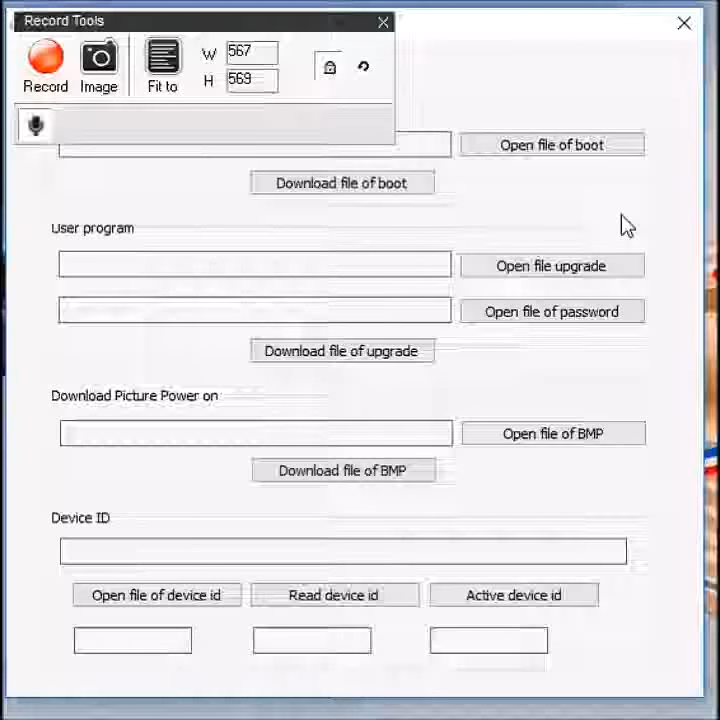 Record Tools
W 567
Record Image Fit to H 569
Open file of boot
Download file of boot
User program
Open file upgrade
Open file of password
Download file of upgrade
Download Picture Power on
Open file of BMP
Download file of BMP
Device ID
Open file of device id Read device id Active device id